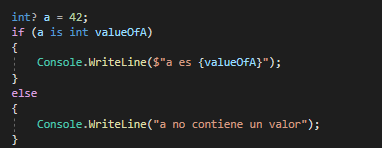 int? a = 42;
if (a is int valueOfA)
{
    Console.WriteLine($"a es {valueOfA}");
}
else
{
    Console.WriteLine("a no contiene un valor");
}